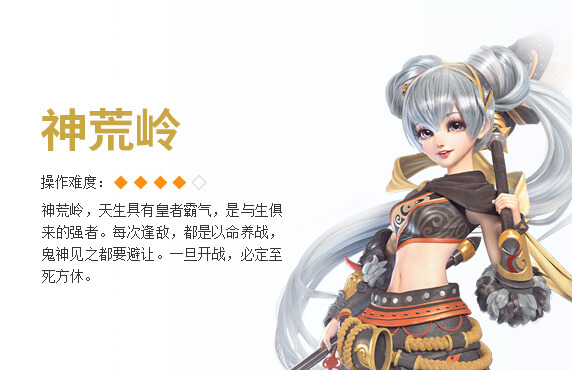 神荒岭
操作难度：
神荒岭，天生具有皇者霸气，是与生俱
来的强者。每次逢敌，都是以命养战，
鬼神见之都要避让。一旦开战，必定至
死方休。